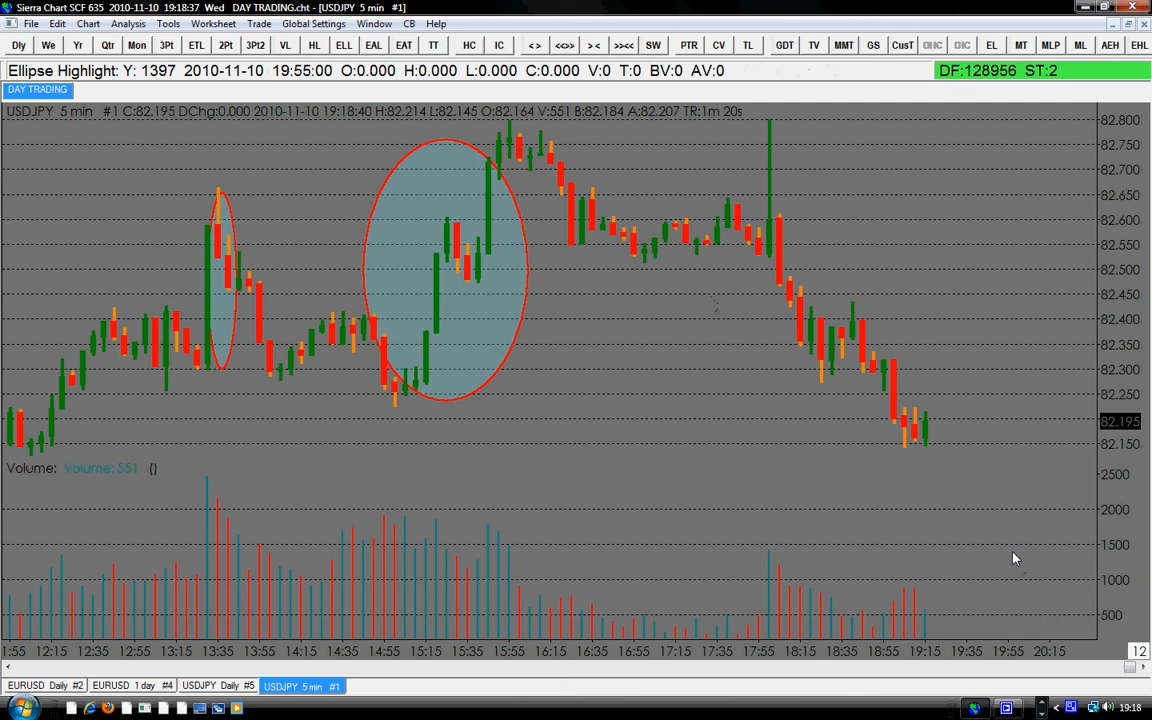 Sierra Chart SCF 635 2010-11-10 19:18:37 Wed DAY TRADING.cht - [USDJPY 5 min #1]
File Edit Chart Analysis Tools Worksheet Trade Global Settings Window CB Help
Dly We Yr Qtr Mon 3Pt ETL 2Pt 3Pt2 VL HL ELL EAL EAT TT HC IC <> <<>> >< >><< SW PTR CV TL GDT TV MMT GS CusT OHC OIC EL MT MLP ML AEH EHL
Ellipse Highlight: Y: 1397 2010-11-10 19:55:00 O:0.000 H:0.000 L:0.000 C:0.000 V:0 T:0 BV:0 AV:0 DF:128956 ST:2
DAY TRADING
USDJPY 5 min #1 C:82.195 DChg:0.000 2010-11-10 19:18:40 H:82.214 L:82.145 O:82.164 V:551 B:82.184 A:82.207 TR:1m 20s
82.800
82.750
82.700
82.650
82.600
82.550
82.500
82.450
82.400
82.350
82.300
82.250
82.195
82.150
Volume: Volume: 551 ()
2500
2000
1500
1000
500
1:55 12:15 12:35 12:55 13:15 13:35 13:55 14:15 14:35 14:55 15:15 15:35 15:55 16:15 16:35 16:55 17:15 17:35 17:55 18:15 18:35 18:55 19:15 19:35 19:55 20:15 12
EURUSD Daily #2 EURUSD 1 day #4 USDJPY Daily #5 USDJPY 5 min #1
19:18